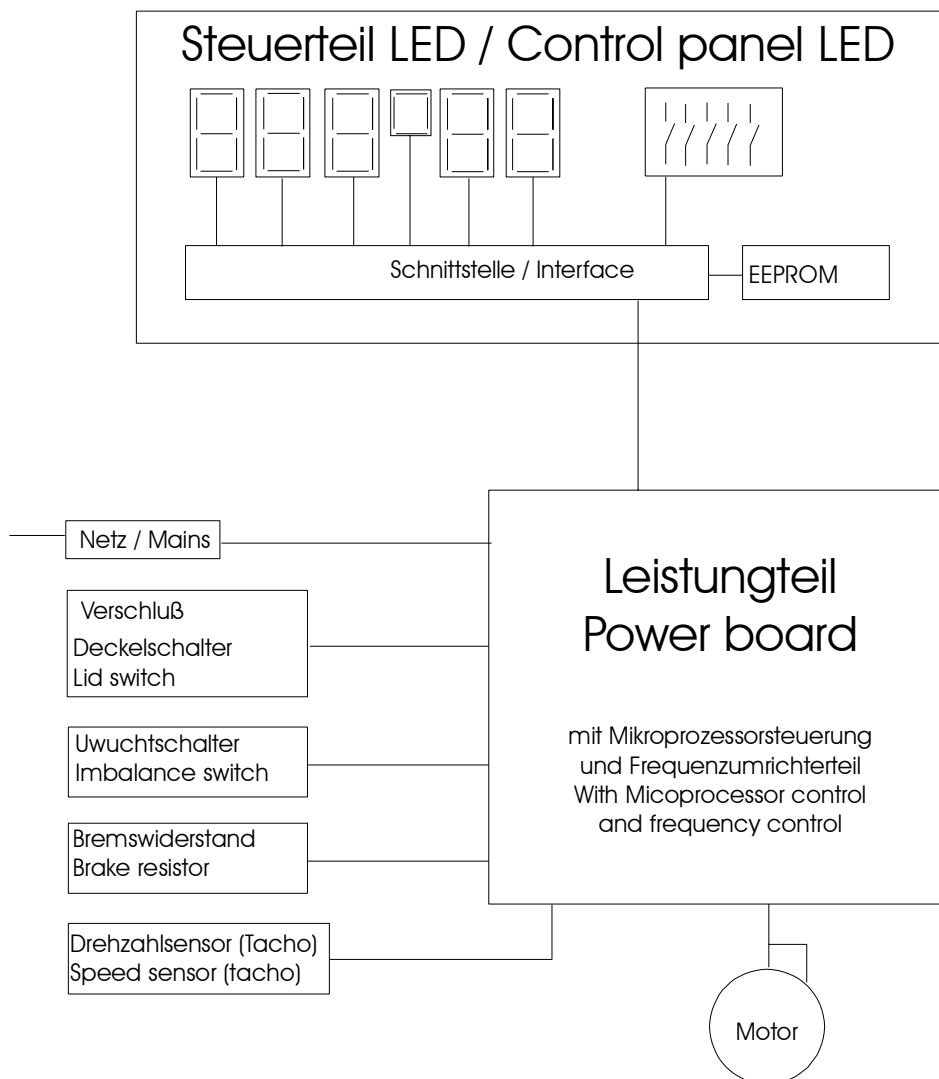 Steuerteil LED / Control panel LED
Schnittstelle / Interface
EEPROM
Netz / Mains
Leistungteil
Power board
Verschluß
Deckelschalter
Lid switch
Uwuchtschalter
Imbalance switch
mit Mikroprozessorsteuerung
und Frequenzumrichterteil
With Micoprocessor control
and frequency control
Bremswiderstand
Brake resistor
Drehzahlsensor (Tacho)
Speed sensor (tacho)
Motor